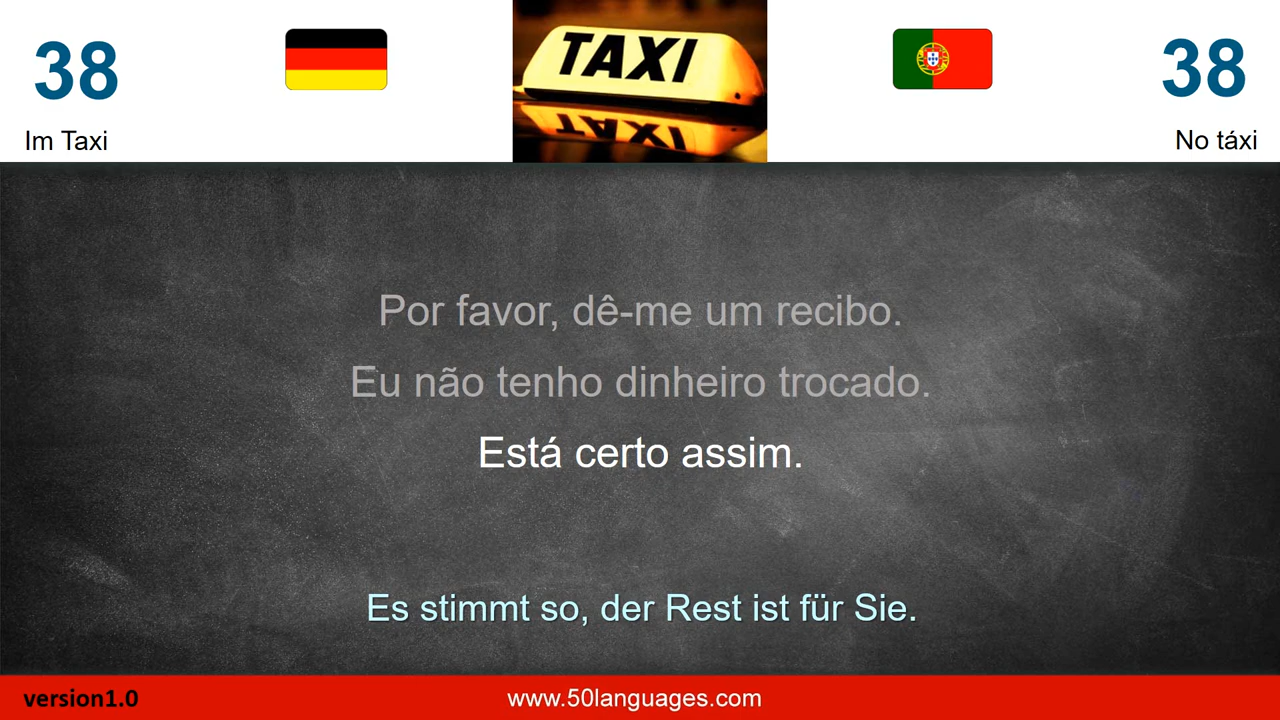 38
38
Im Taxi
TAXI
No táxi
Por favor, dê-me um recibo.
Eu não tenho dinheiro trocado.
Está certo assim.
Es stimmt so, der Rest ist für Sie.
version1.0
www.50languages.com